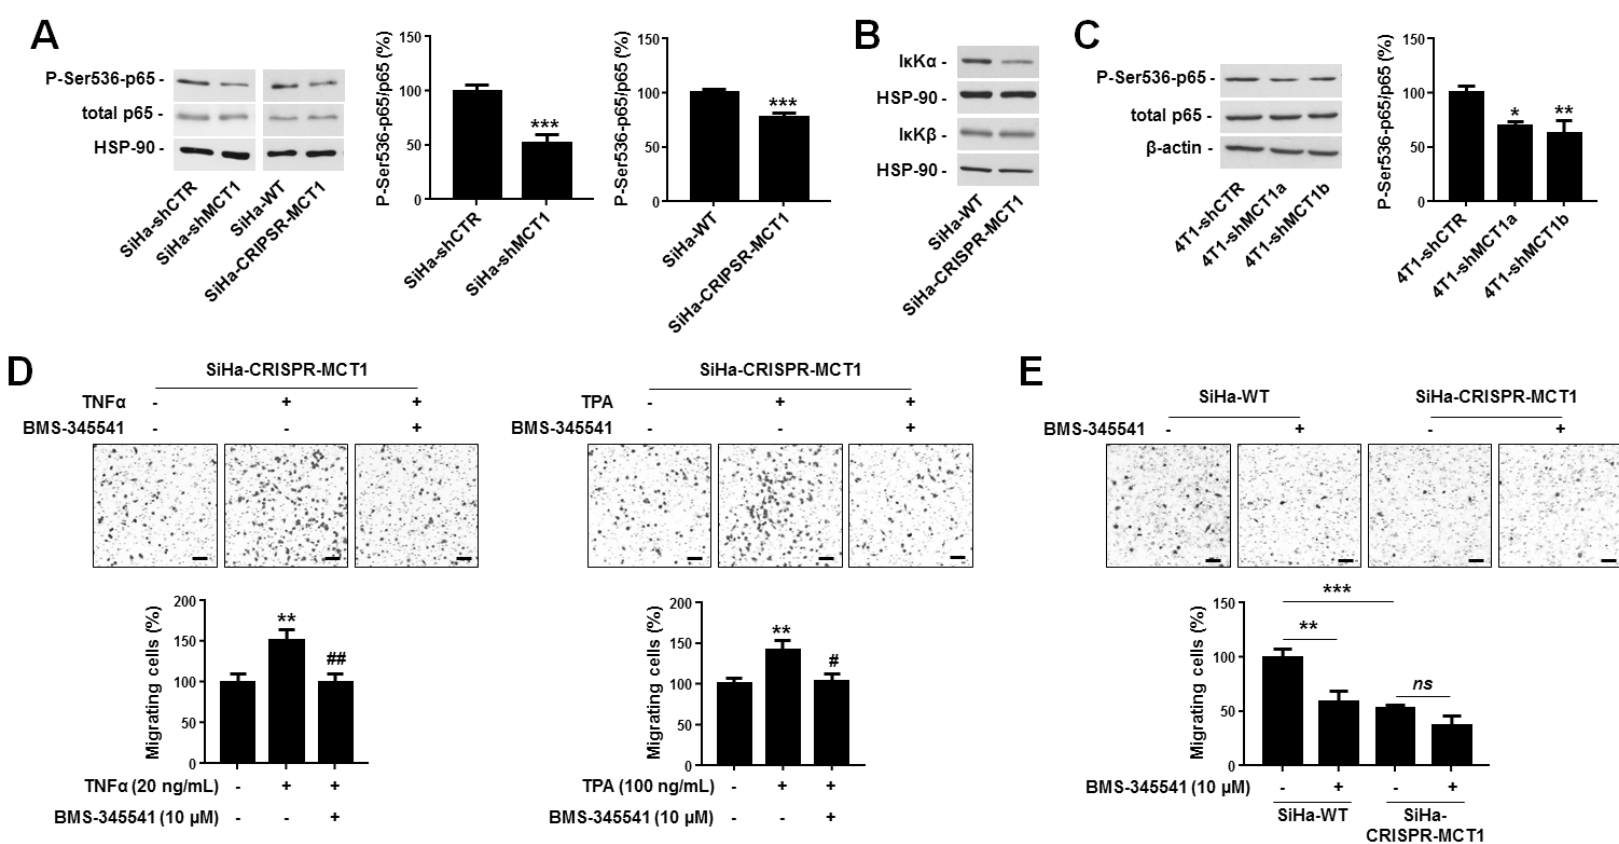 A
P-Ser536-p65 -
total p65 -
HSP-90 -
SiHa-shCTR
SiHa-shMCT1
SiHa-WT
SiHa-CRIPSR-MCT1
P-Ser536-p65/p65 (%)
150
100
50
0
***
SiHa-shCTR
SiHa-shMCT1
P-Ser536-p65/p65 (%)
150
100
50
0
***
SiHa-WT
SiHa-CRIPSR-MCT1
B
IκKα -
HSP-90 -
IκKβ -
HSP-90 -
SiHa-WT
SiHa-CRISPR-MCT1
C
P-Ser536-p65 -
total p65 -
β-actin -
4T1-shCTR
4T1-shMCT1a
4T1-shMCT1b
P-Ser536-p65/p65 (%)
150
100
50
0
* **
4T1-shCTR
4T1-shMCT1a
4T1-shMCT1b
D
SiHa-CRISPR-MCT1
TNFα - + +
BMS-345541 - - +
Migrating cells (%)
200
150
100
50
0
**
##
TNFα (20 ng/mL) - + +
BMS-345541 (10 µM) - - +
SiHa-CRISPR-MCT1
TPA - + +
BMS-345541 - - +
Migrating cells (%)
200
150
100
50
0
**
#
TPA (100 ng/mL) - + +
BMS-345541 (10 µM) - - +
E
SiHa-WT SiHa-CRISPR-MCT1
BMS-345541 - + - +
Migrating cells (%)
150
100
50
0
***
**
ns
BMS-345541 (10 µM) - + - +
SiHa-WT
SiHa-
CRISPR-MCT1